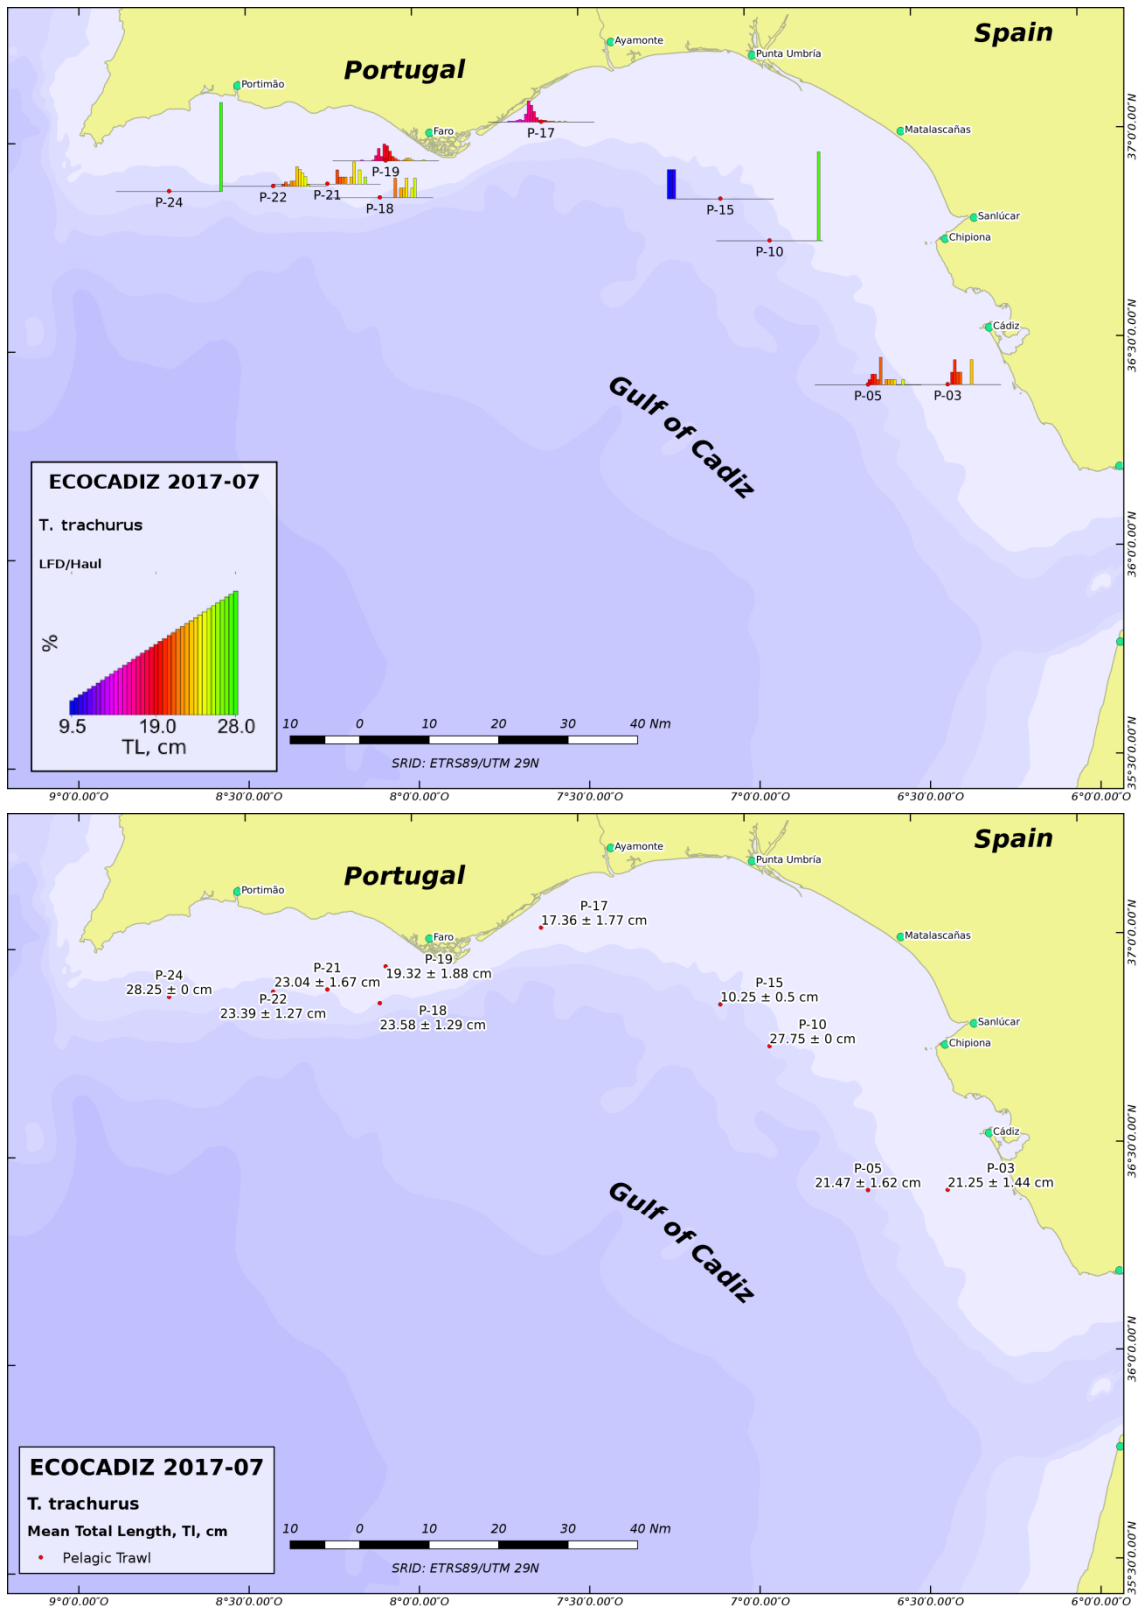 Spain
Ayamonte
Punta Umbría
Portugal
Portimão
Faro
Matalascañas
37°0'0.00"N
P-17
P-19
P-24
P-22
P-21
P-18
P-15
Sanlúcar
Chipiona
P-10
Cádiz
36°30'0.00"N
P-05
P-03
Gulf of Cadiz
ECOCADIZ 2017-07
T. trachurus
LFD/Haul
%
9.5
19.0
28.0
TL, cm
36°0'0.00"N
10 0 10 20 30 40 Nm
SRID: ETRS89/UTM 29N
35°30'0.00"N
9°0'0.00"O
8°30'0.00"O
8°0'0.00"O
7°30'0.00"O
7°0'0.00"O
6°30'0.00"O
6°0'0.00"O
Spain
Ayamonte
Punta Umbría
Portugal
Portimão
P-17
17.36 ± 1.77 cm
Faro
Matalascañas
37°0'0.00"N
P-19
19.32 ± 1.88 cm
P-21
23.04 ± 1.67 cm
P-24
28.25 ± 0 cm
P-22
23.39 ± 1.27 cm
P-18
23.58 ± 1.29 cm
P-15
10.25 ± 0.5 cm
P-10
27.75 ± 0 cm
Sanlúcar
Chipiona
Cádiz
36°30'0.00"N
P-05
21.47 ± 1.62 cm
P-03
21.25 ± 1.44 cm
Gulf of Cadiz
36°0'0.00"N
ECOCADIZ 2017-07
T. trachurus
Mean Total Length, Tl, cm
Pelagic Trawl
10 0 10 20 30 40 Nm
SRID: ETRS89/UTM 29N
35°30'0.00"N
9°0'0.00"O
8°30'0.00"O
8°0'0.00"O
7°30'0.00"O
7°0'0.00"O
6°30'0.00"O
6°0'0.00"O